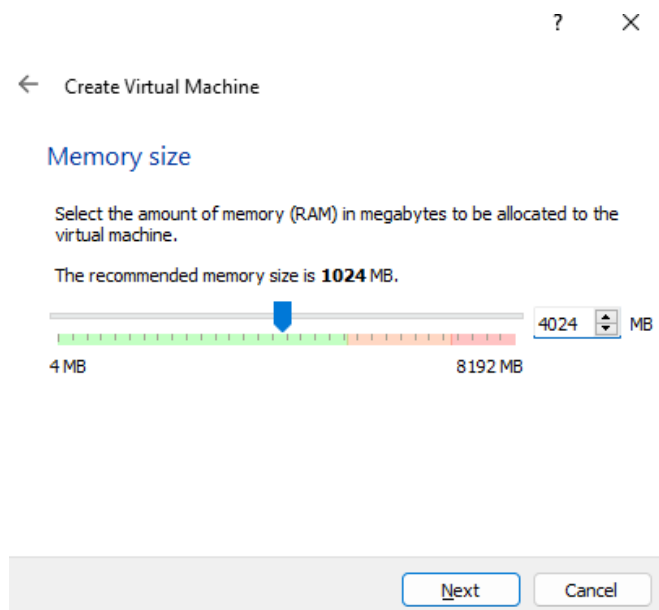 ?
Create Virtual Machine
Memory size
Select the amount of memory (RAM) in megabytes to be allocated to the
virtual machine.
The recommended memory size is 1024 MB.
4024 MB
4 MB 8192 MB
Next Cancel